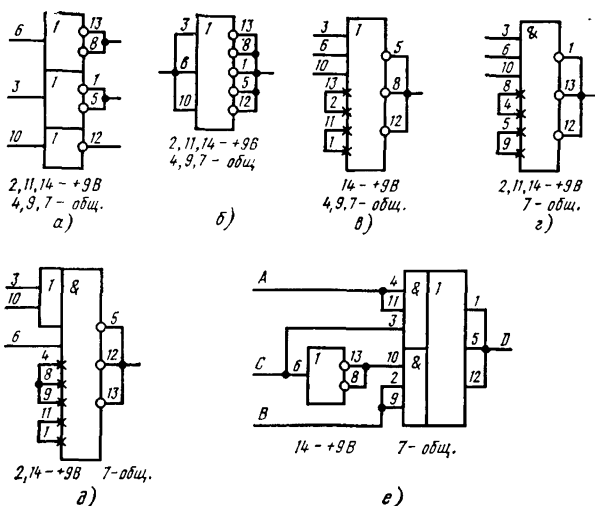 6 1 13
8
3 1 1
5
10 1 12
2,11,14 - +9В
4,9,7 - общ.
а)
3 1 13
8
6 1
5
10 12
2,11,14 - +9В
4,9,7 - общ
б)
3 1
6 5
10
13 8
2
11
1 12
14 - +9В
4,9,7 - общ.
в)
3 &
6 1
10
8 13
4
5
9 12
2,11,14 - +9В
7 - общ.
г)
3 1 &
10
5
6
4
8 12
9
11 13
1
2,14 - +9В 7-общ.
д)
A 4 & 1
11 1
3
C 6 1 13 10 5 D
8 & 2
9 12
B
14 - +9В 7 - общ.
е)